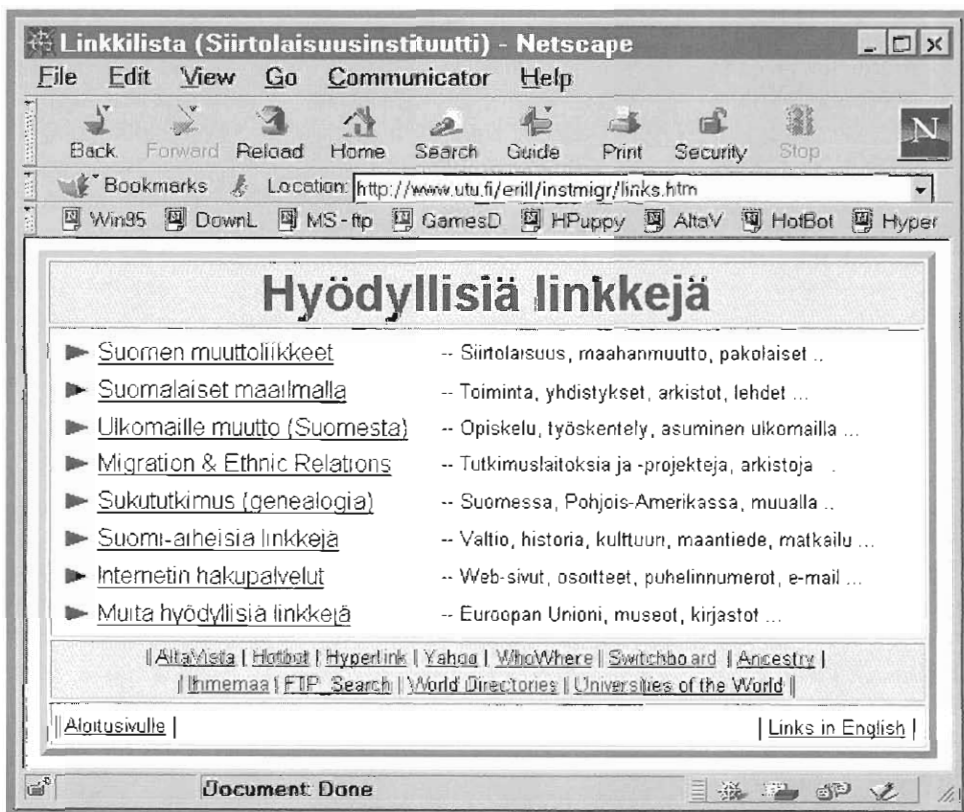 Linkkilista (Siirtolaisuusinstituutti) - Netscape
File Edit View Go Communicator Help
Back Forward Reload Home Search Guide Print Security Stop
N
Bookmarks Location: http://www.utu.fi/erill/instmigr/links.htm
Win95 DownL MS-ftp GamesD HPuppy AltaV HotBot Hyper
Hyödyllisiä linkkejä
Suomen muuttoliikkeet -- Siirtolaisuus, maahanmuutto, pakolaiset ..
Suomalaiset maailmalla -- Toiminta, yhdistykset, arkistot, lehdet ...
Ulkomaille muutto (Suomesta) -- Opiskelu, työskentely, asuminen ulkomailla ...
Migration & Ethnic Relations -- Tutkimuslaitoksia ja -projekteja, arkistoja .
Sukututkimus (genealogia) -- Suomessa, Pohjois-Amerikassa, muualla ..
Suomi-aiheisia linkkejä -- Valtio, historia, kulttuuri, maantiede, matkailu ...
Internetin hakupalvelut -- Web-sivut, osoitteet, puhelinnumerot, e-mail ...
Muita hyödyllisiä linkkejä -- Euroopan Unioni, museot, kirjastot ...
|| AltaVista | Hotbot | Hyperlink | Yahoo | WhoWhere || Switchboard | Ancestry |
|| Ihmemaa | FTP_Search || World Directories || Universities of the World ||
|| Aloitusivulle | | Links in English |
Document: Done